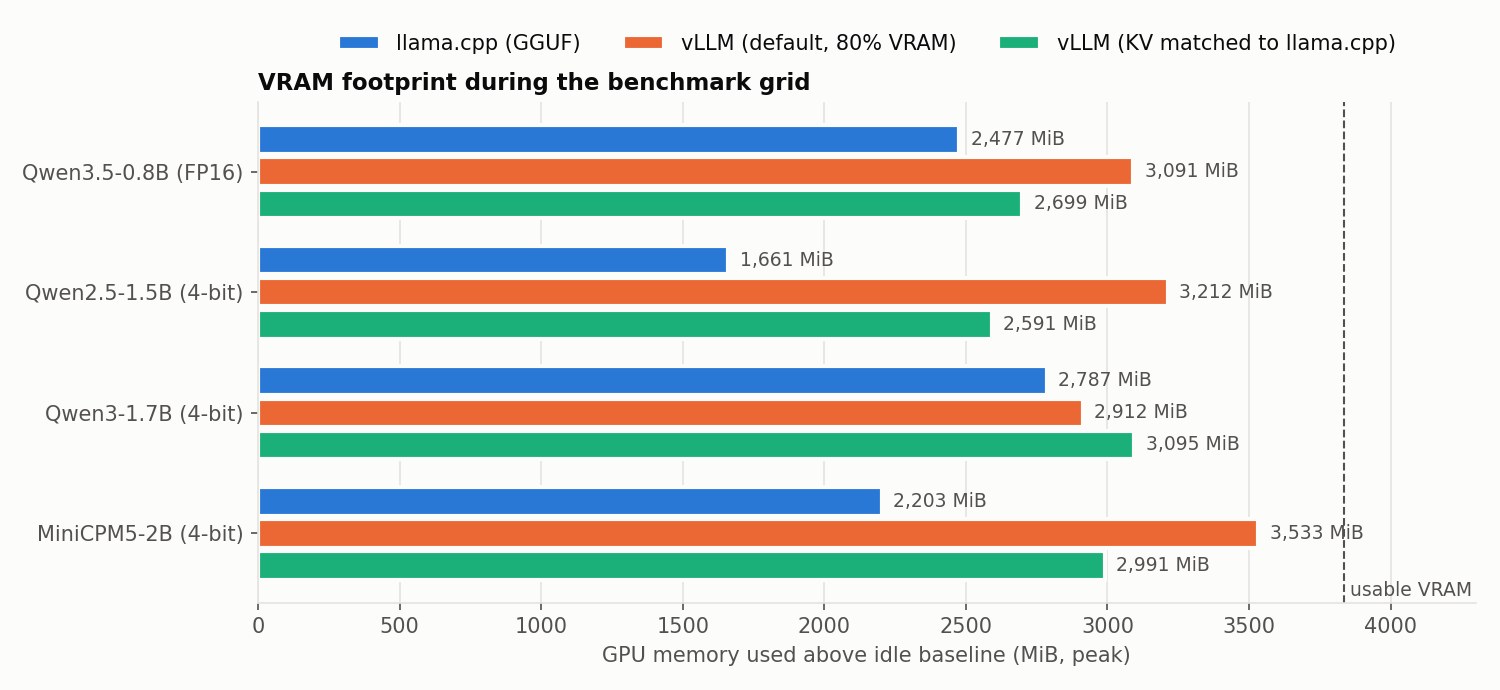 llama.cpp (GGUF) vLLM (default, 80% VRAM) vLLM (KV matched to llama.cpp)
VRAM footprint during the benchmark grid
2,477 MiB
Qwen3.5-0.8B (FP16) 3,091 MiB
2,699 MiB
1,661 MiB
Qwen2.5-1.5B (4-bit) 3,212 MiB
2,591 MiB
2,787 MiB
Qwen3-1.7B (4-bit) 2,912 MiB
3,095 MiB
2,203 MiB
MiniCPM5-2B (4-bit) 3,533 MiB
2,991 MiB
usable VRAM
0 500 1000 1500 2000 2500 3000 3500 4000
GPU memory used above idle baseline (MiB, peak)